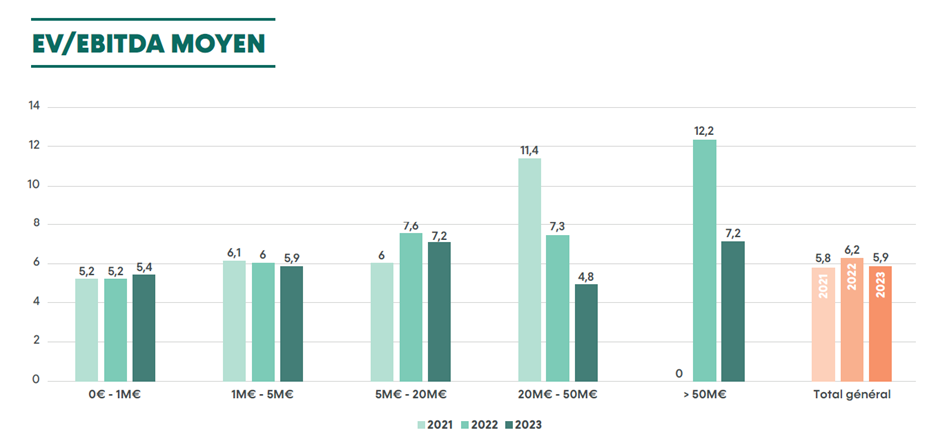 EV/EBITDA MOYEN
14
12
10
8
6
4
2
0
5,2 5,2 5,4
6,1 6 5,9
6 7,6 7,2
11,4 7,3 4,8
0 12,2 7,2
5,8 6,2 5,9
2021 2022 2023
0€ - 1M€ 1M€ - 5M€ 5M€ - 20M€ 20M€ - 50M€ > 50M€ Total général
2021 2022 2023